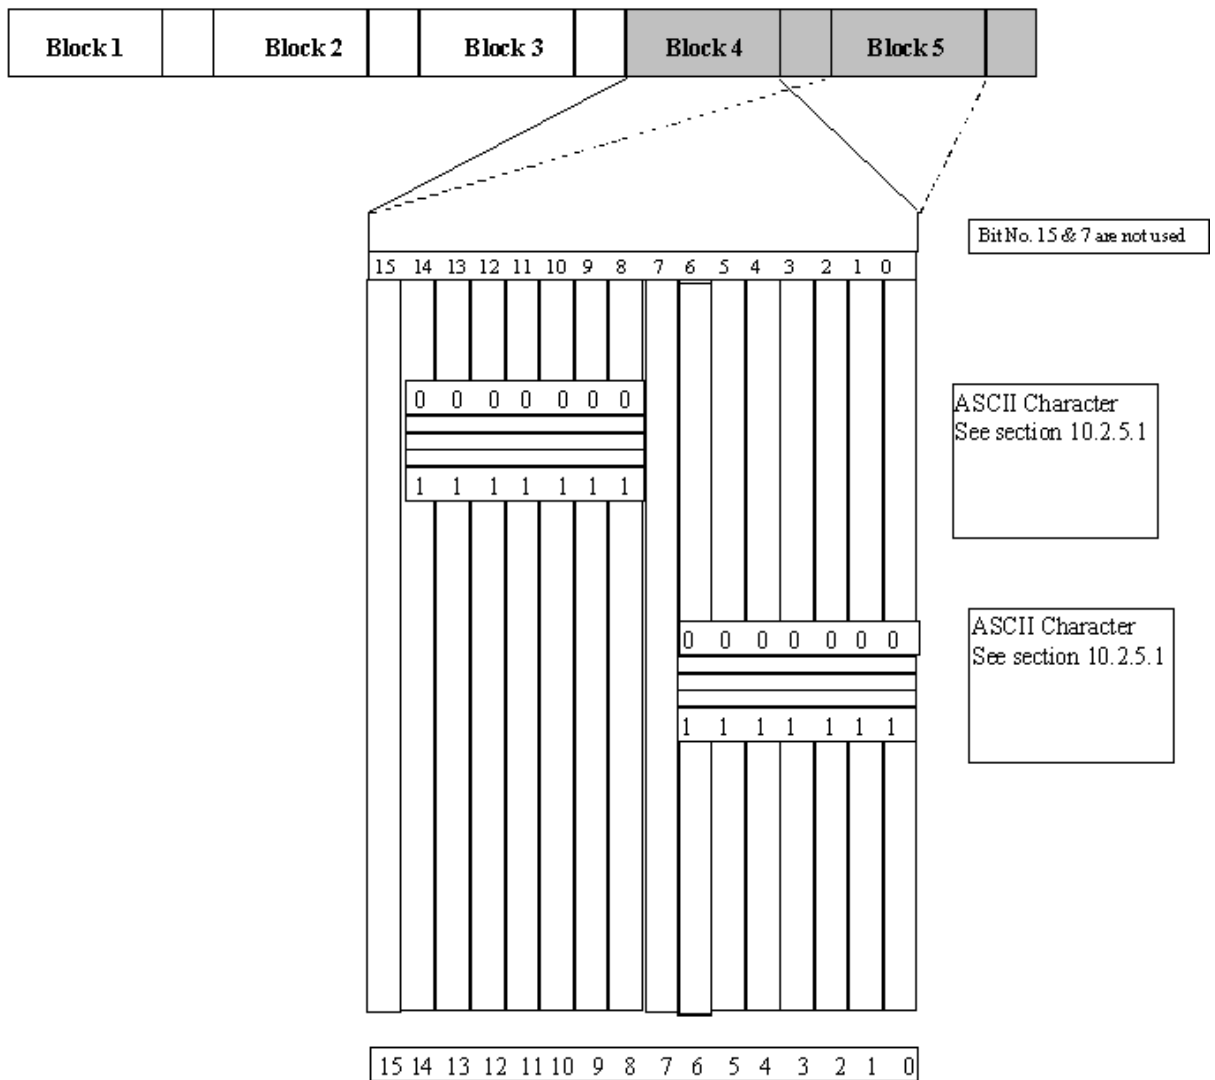 Block 1 Block 2 Block 3 Block 4 Block 5
Bit No. 15 & 7 are not used
15 14 13 12 11 10 9 8 7 6 5 4 3 2 1 0
0 0 0 0 0 0 0
ASCII Character
See section 10.2.5.1
1 1 1 1 1 1 1
0 0 0 0 0 0 0
ASCII Character
See section 10.2.5.1
1 1 1 1 1 1 1
15 14 13 12 11 10 9 8 7 6 5 4 3 2 1 0